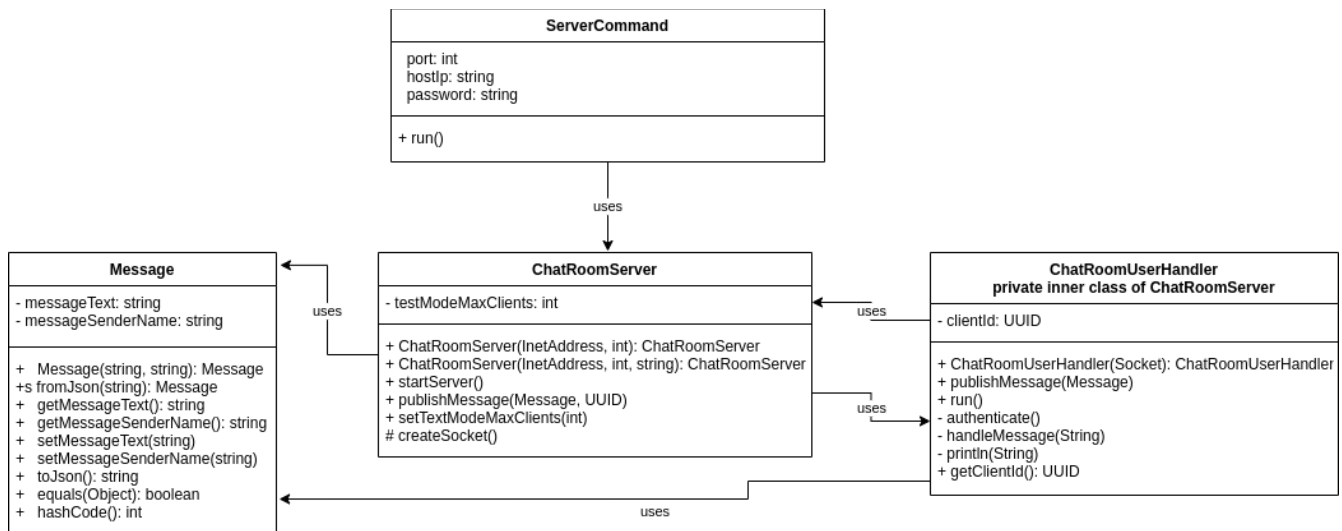 ServerCommand
port: int
hostIp: string
password: string
+ run()
uses
Message
- messageText: string
- messageSenderName: string
+ Message(string, string): Message
+s fromJson(string): Message
+ getMessageText(): string
+ getMessageSenderName(): string
+ setMessageText(string)
+ setMessageSenderName(string)
+ toJson(): string
+ equals(Object): boolean
+ hashCode(): int
uses
ChatRoomServer
- testModeMaxClients: int
+ ChatRoomServer(InetAddress, int): ChatRoomServer
+ ChatRoomServer(InetAddress, int, string): ChatRoomServer
+ startServer()
+ publishMessage(Message, UUID)
+ setTextModeMaxClients(int)
# createSocket()
uses
uses
ChatRoomUserHandler
private inner class of ChatRoomServer
- clientId: UUID
+ ChatRoomUserHandler(Socket): ChatRoomUserHandler
+ publishMessage(Message)
+ run()
- authenticate()
- handleMessage(String)
- println(String)
+ getClientId(): UUID
uses